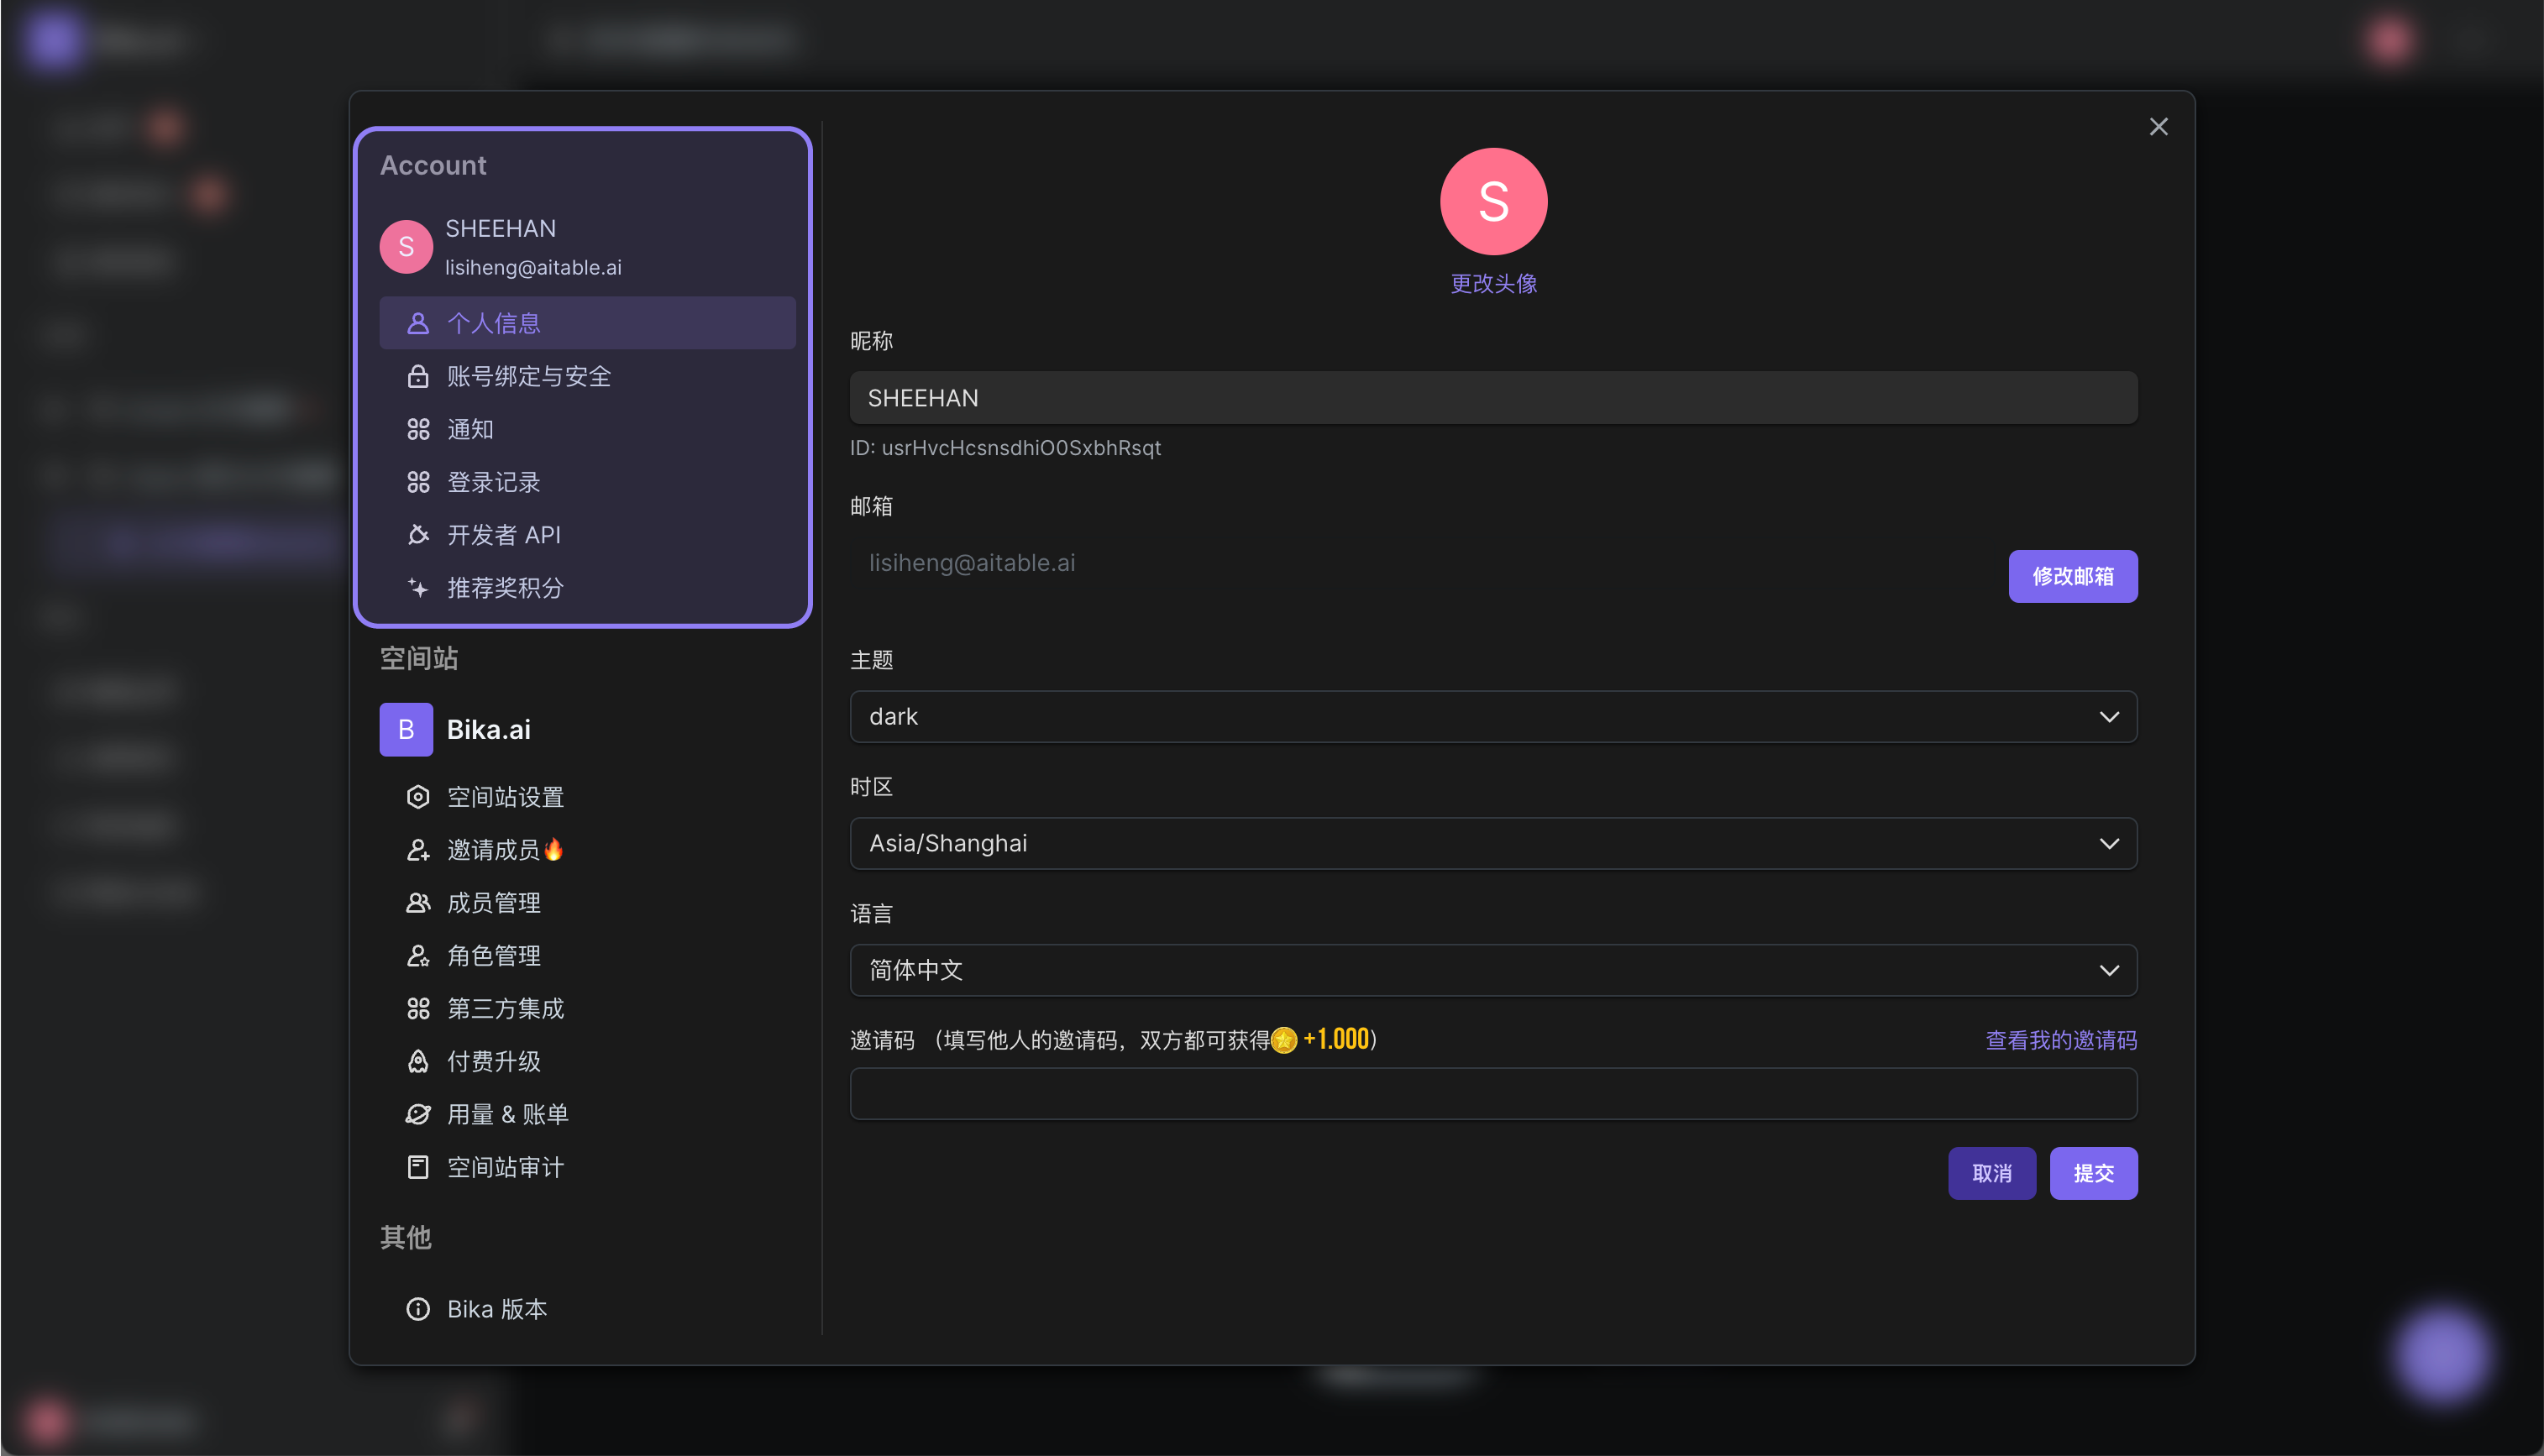 Account
S
SHEEHAN
lisiheng@aitable.ai
个人信息
账号绑定与安全
通知
登录记录
开发者 API
推荐奖积分
空间站
B
Bika.ai
空间站设置
邀请成员🔥
成员管理
角色管理
第三方集成
付费升级
用量 & 账单
空间站审计
其他
Bika 版本
S
更改头像
昵称
SHEEHAN
ID: usrHvcHcsnsdhiO0SxbhRsqt
邮箱
lisiheng@aitable.ai
修改邮箱
主题
dark
时区
Asia/Shanghai
语言
简体中文
邀请码 （填写他人的邀请码，双方都可获得 +1.000）
查看我的邀请码
取消
提交